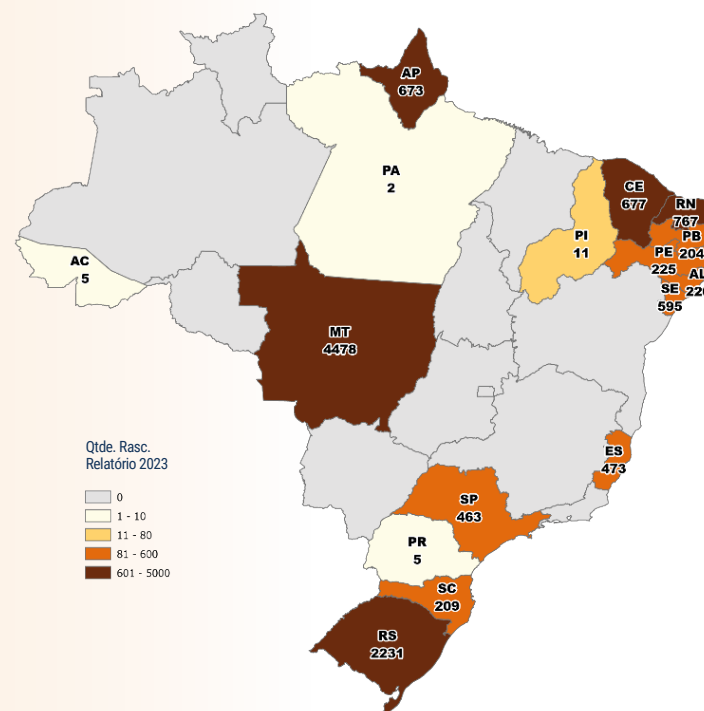 AP
673
PA
2
CE
677
RN
767
PI
11
PB
204
PE
225
AL
SE
595
AC
5
MT
4478
Qtde. Rasc.
Relatório 2023
0
1 - 10
11 - 80
81 - 600
601 - 5000
ES
473
SP
463
PR
5
SC
209
RS
2231